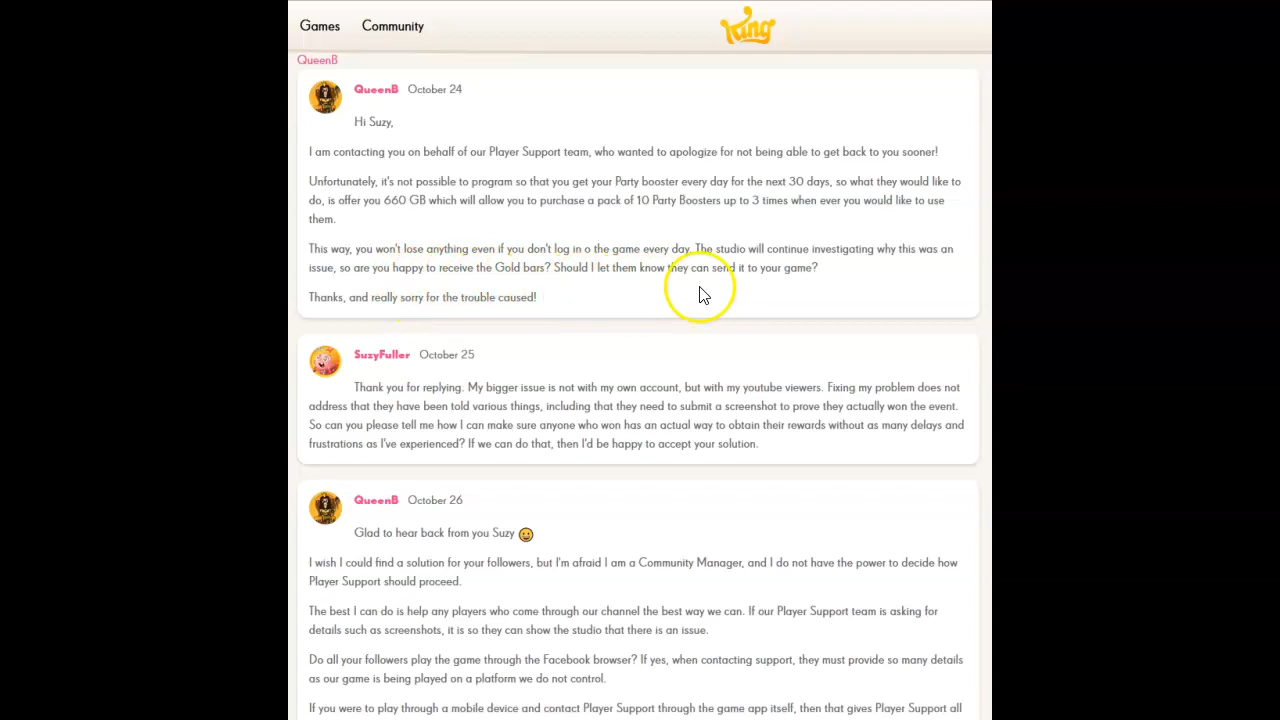 Games Community King
QueenB
QueenB October 24
Hi Suzy,
I am contacting you on behalf of our Player Support team, who wanted to apologize for not being able to get back to you sooner!
Unfortunately, it's not possible to program so that you get your Party booster every day for the next 30 days, so what they would like to
do, is offer you 660 GB which will allow you to purchase a pack of 10 Party Boosters up to 3 times when ever you would like to use
them.
This way, you won't lose anything even if you don't log in o the game every day. The studio will continue investigating why this was an
issue, so are you happy to receive the Gold bars? Should I let them know they can send it to your game?
Thanks, and really sorry for the trouble caused!
SuzyFuller October 25
Thank you for replying. My bigger issue is not with my own account, but with my youtube viewers. Fixing my problem does not
address that they have been told various things, including that they need to submit a screenshot to prove they actually won the event.
So can you please tell me how I can make sure anyone who won has an actual way to obtain their rewards without as many delays and
frustrations as I've experienced? If we can do that, then I'd be happy to accept your solution.
QueenB October 26
Glad to hear back from you Suzy
I wish I could find a solution for your followers, but I'm afraid I am a Community Manager, and I do not have the power to decide how
Player Support should proceed.
The best I can do is help any players who come through our channel the best way we can. If our Player Support team is asking for
details such as screenshots, it is so they can show the studio that there is an issue.
Do all your followers play the game through the Facebook browser? If yes, when contacting support, they must provide so many details
as our game is being played on a platform we do not control.
If you were to play through a mobile device and contact Player Support through the game app itself, then that gives Player Support all